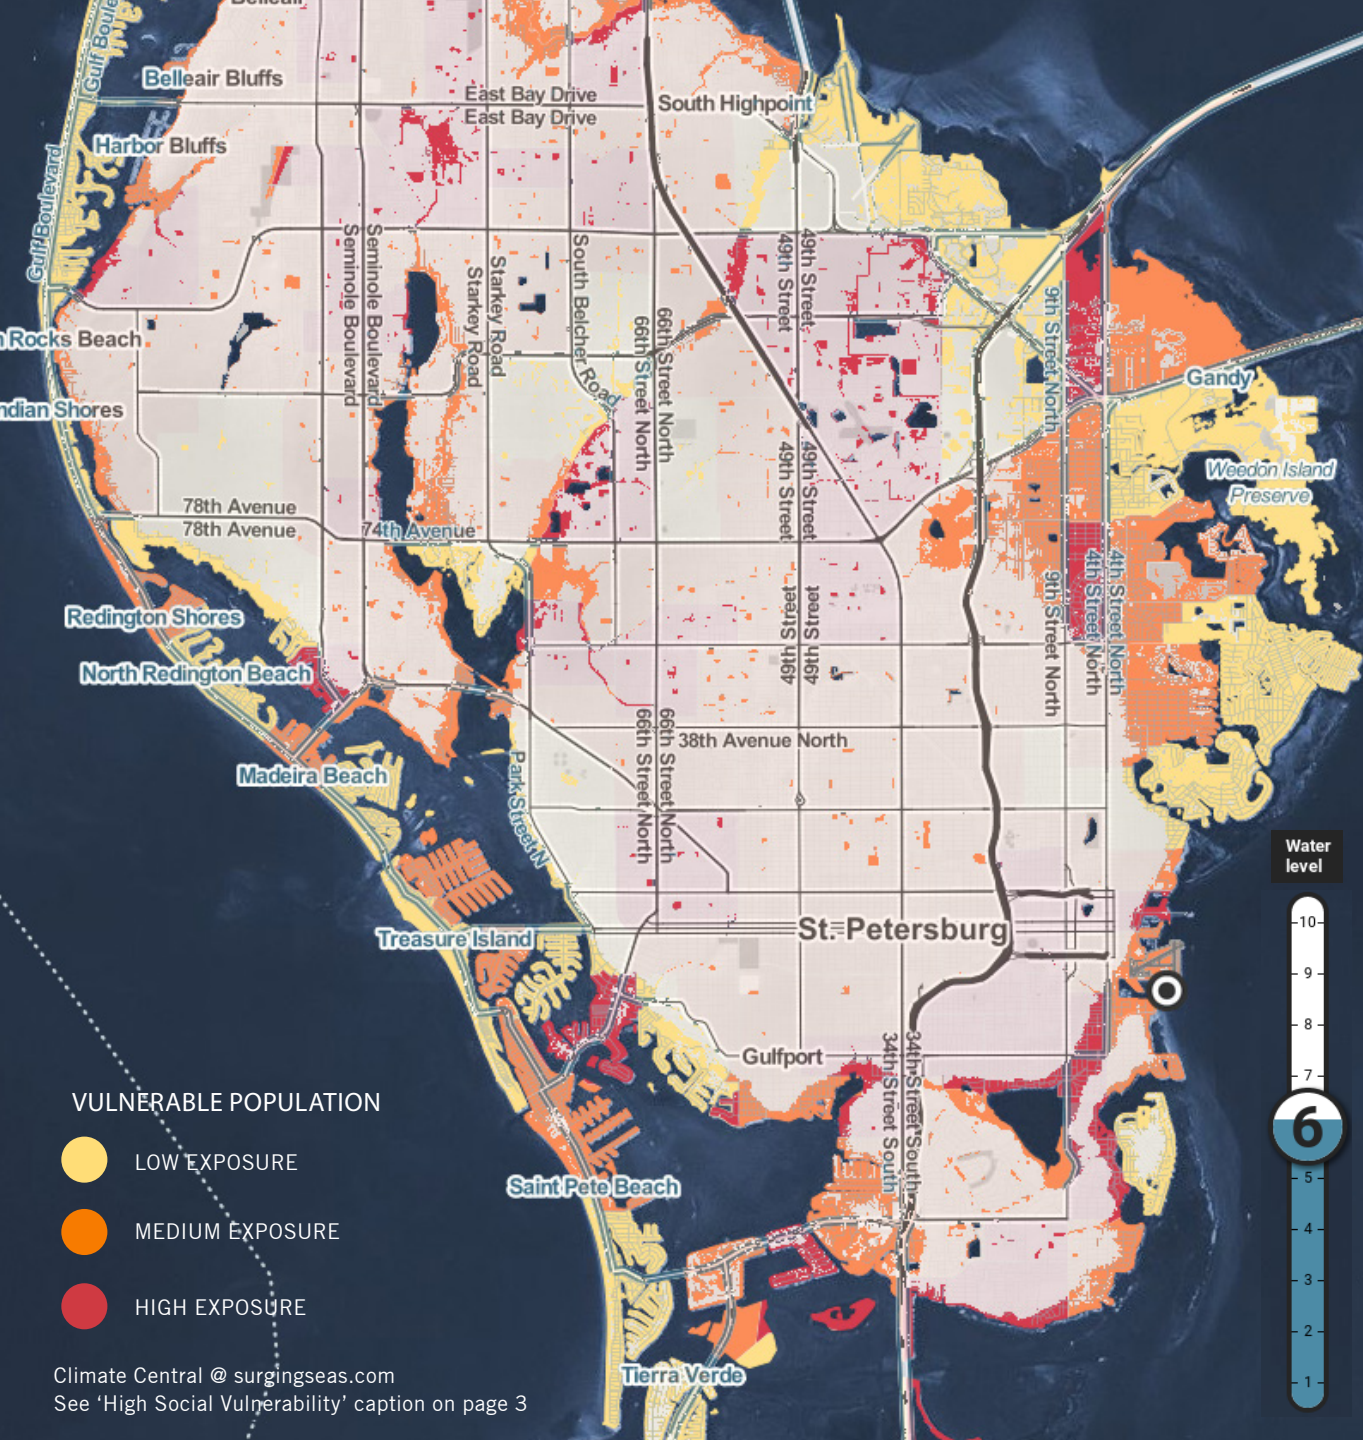 Belleair
Gulf Boule
Belleair Bluffs
East Bay Drive
East Bay Drive
South Highpoint
Harbor Bluffs
Gulf Boulevard
Seminole Boulevard
Seminole Boulevard
Starkey Road
Starkey Road
South Belcher Road
66th Street North
66th Street North
49th Street
49th Street
9th Street North
n Rocks Beach
Gandy
ndian Shores
Weedon Island
Preserve
49th Street
49th Street
78th Avenue
78th Avenue
74th Avenue
49th Street
49th Street
9th Street North
4th Street North
4th Street North
Redington Shores
North Redington Beach
66th Street North
66th Street North
38th Avenue North
Madeira Beach
Park Street N
Water
level
St. Petersburg
Treasure Island
10
9
8
7
6
5
4
3
2
1
Gulfport
34th Street South
34th Street South
VULNERABLE POPULATION
LOW EXPOSURE
Saint Pete Beach
MEDIUM EXPOSURE
HIGH EXPOSURE
Tierra Verde
Climate Central @ surgingseas.com
See ‘High Social Vulnerability’ caption on page 3